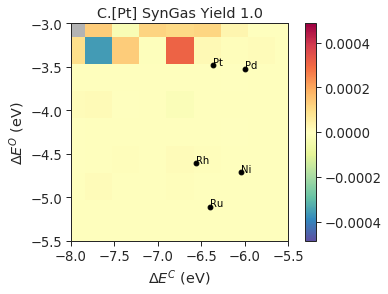 C.[Pt] SynGas Yield 1.0
−3.0
−3.5
−4.0
−4.5
−5.0
−5.5
ΔE^O (eV)
−8.0 −7.5 −7.0 −6.5 −6.0 −5.5
ΔE^C (eV)
Pt
Pd
Rh
Ni
Ru
0.0004
0.0002
0.0000
−0.0002
−0.0004